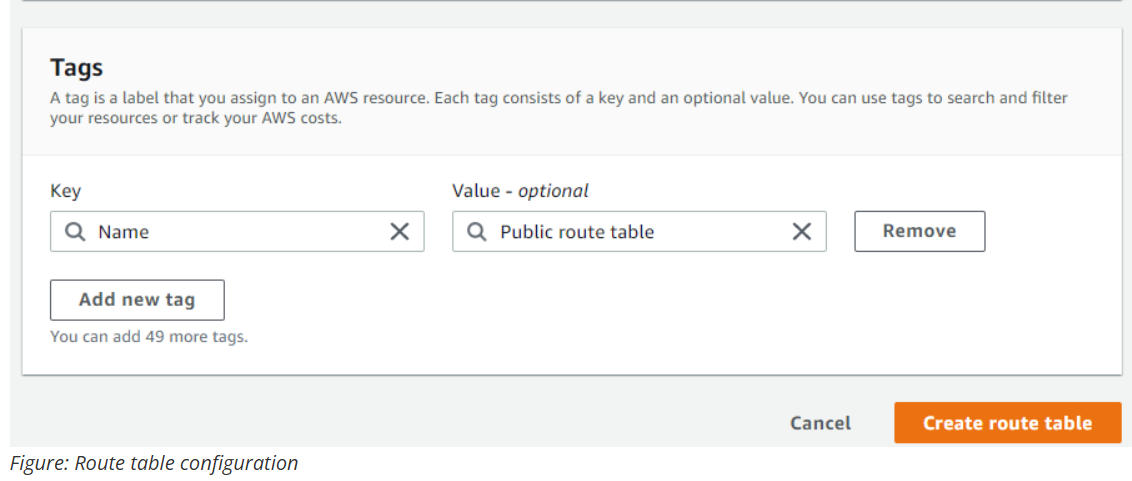 Tags
A tag is a label that you assign to an AWS resource. Each tag consists of a key and an optional value. You can use tags to search and filter
your resources or track your AWS costs.
Key
Value - optional
Name
Public route table
Remove
Add new tag
You can add 49 more tags.
Cancel
Create route table
Figure: Route table configuration